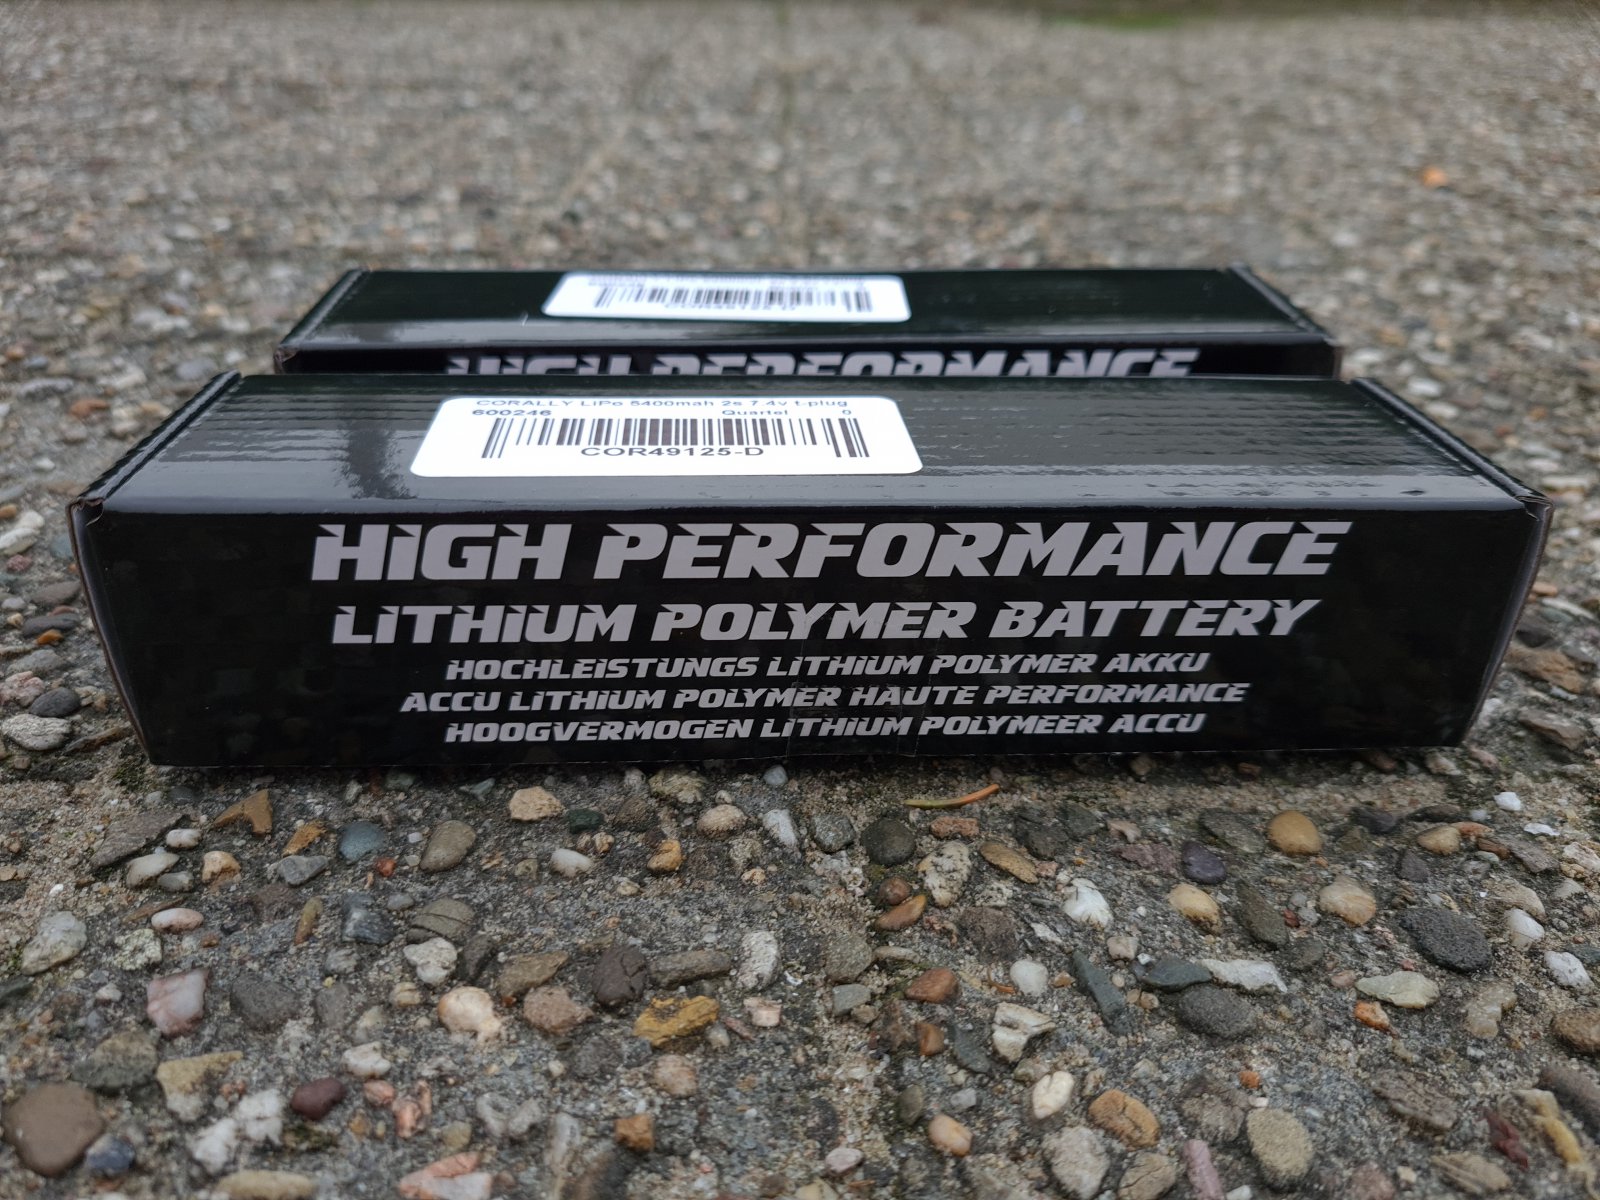 HIGH PERFORMANCE
CORALLY LiPo 5400mah 2s 7.4v t-plug
600246 Quartel 0
COR49125-D
HIGH PERFORMANCE
LITHIUM POLYMER BATTERY
HOCHLEISTUNGS LITHIUM POLYMER AKKU
ACCU LITHIUM POLYMER HAUTE PERFORMANCE
HOOGVERMOGEN LITHIUM POLYMEER ACCU